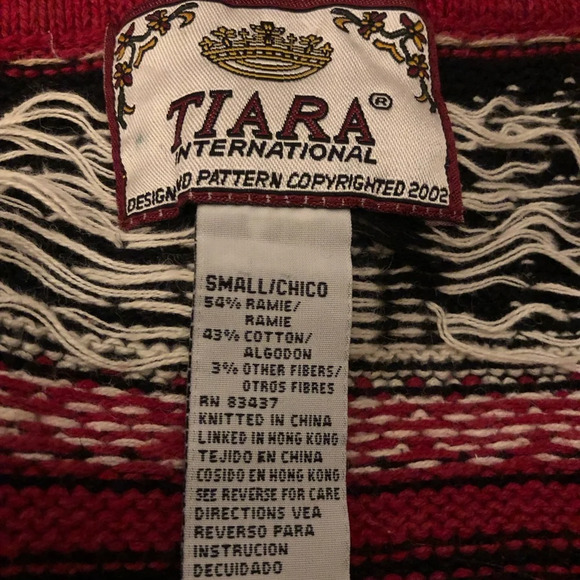 TIARA ®
INTERNATIONAL
DESIGN AND PATTERN COPYRIGHTED 2002
SMALL/CHICO
54% RAMIE/
RAMIE
43% COTTON/
ALGODON
3% OTHER FIBERS/
OTROS FIBRES
RN 83437
KNITTED IN CHINA
LINKED IN HONG KONG
TEJIDO EN CHINA
COSIDO EN HONG KONG
SEE REVERSE FOR CARE
DIRECTIONS VEA
REVERSO PARA
INSTRUCION
DECUIDADO